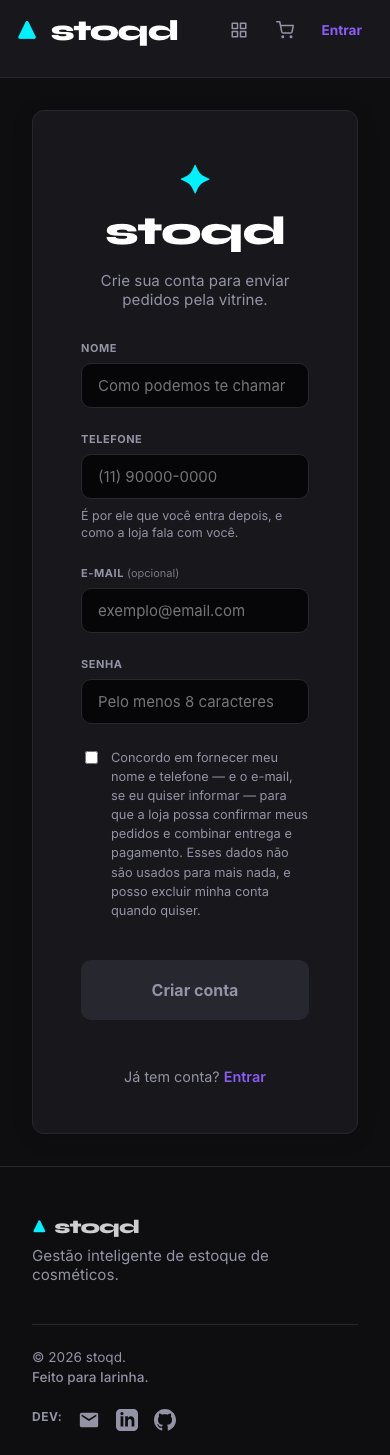 stoqd
Entrar
stoqd
Crie sua conta para enviar
pedidos pela vitrine.
NOME
Como podemos te chamar
TELEFONE
(11) 90000-0000
É por ele que você entra depois, e
como a loja fala com você.
E-MAIL (opcional)
exemplo@email.com
SENHA
Pelo menos 8 caracteres
Concordo em fornecer meu
nome e telefone — e o e-mail,
se eu quiser informar — para
que a loja possa confirmar meus
pedidos e combinar entrega e
pagamento. Esses dados não
são usados para mais nada, e
posso excluir minha conta
quando quiser.
Criar conta
Já tem conta? Entrar
stoqd
Gestão inteligente de estoque de
cosméticos.
© 2026 stoqd.
Feito para larinha.
DEV: